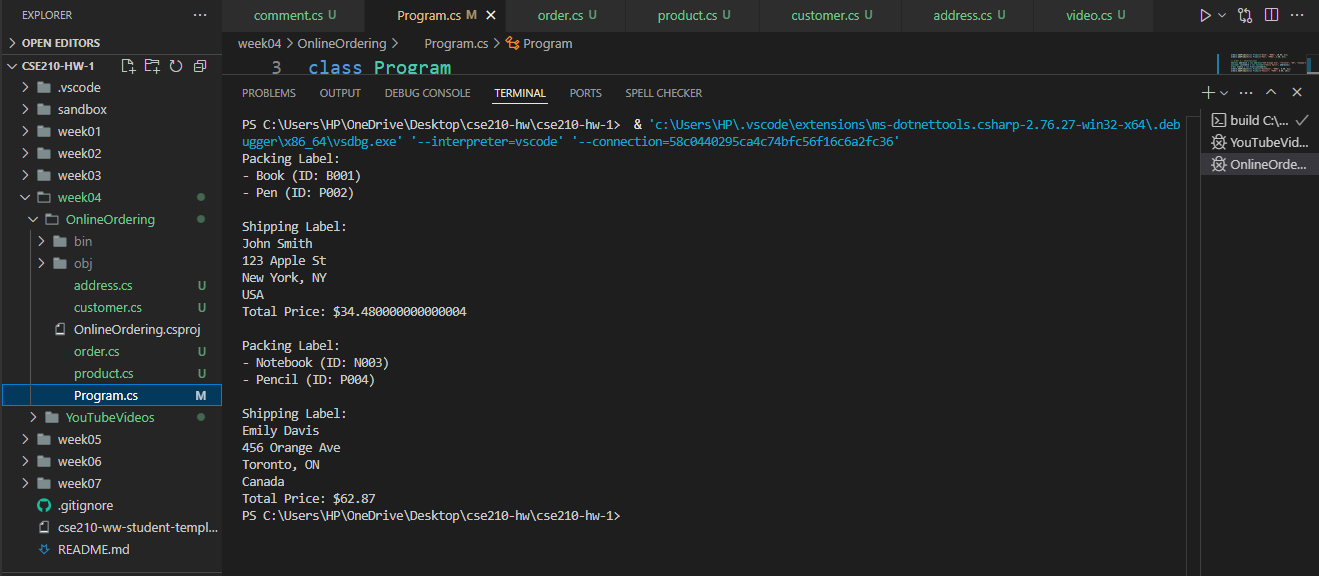 EXPLORER
···
OPEN EDITORS
CSE210-HW-1
.vscode
sandbox
week01
week02
week03
week04
OnlineOrdering
bin
obj
address.cs U
customer.cs U
OnlineOrdering.csproj
order.cs U
product.cs U
Program.cs M
YouTubeVideos
week05
week06
week07
.gitignore
cse210-ww-student-templ...
README.md
comment.cs U
Program.cs M
order.cs U
product.cs U
customer.cs U
address.cs U
video.cs U
week04 > OnlineOrdering > Program.cs > Program
3 class Program
PROBLEMS OUTPUT DEBUG CONSOLE TERMINAL PORTS SPELL CHECKER
PS C:\Users\HP\OneDrive\Desktop\cse210-hw\cse210-hw-1> & 'c:\Users\HP\.vscode\extensions\ms-dotnettools.csharp-2.76.27-win32-x64\.deb
ugger\x86_64\vsdbg.exe' '--interpreter=vscode' '--connection=58c0440295ca4c74bfc56f16c6a2fc36'
Packing Label:
- Book (ID: B001)
- Pen (ID: P002)
Shipping Label:
John Smith
123 Apple St
New York, NY
USA
Total Price: $34.480000000000004
Packing Label:
- Notebook (ID: N003)
- Pencil (ID: P004)
Shipping Label:
Emily Davis
456 Orange Ave
Toronto, ON
Canada
Total Price: $62.87
PS C:\Users\HP\OneDrive\Desktop\cse210-hw\cse210-hw-1>
build C:\...
YouTubeVid...
OnlineOrde...